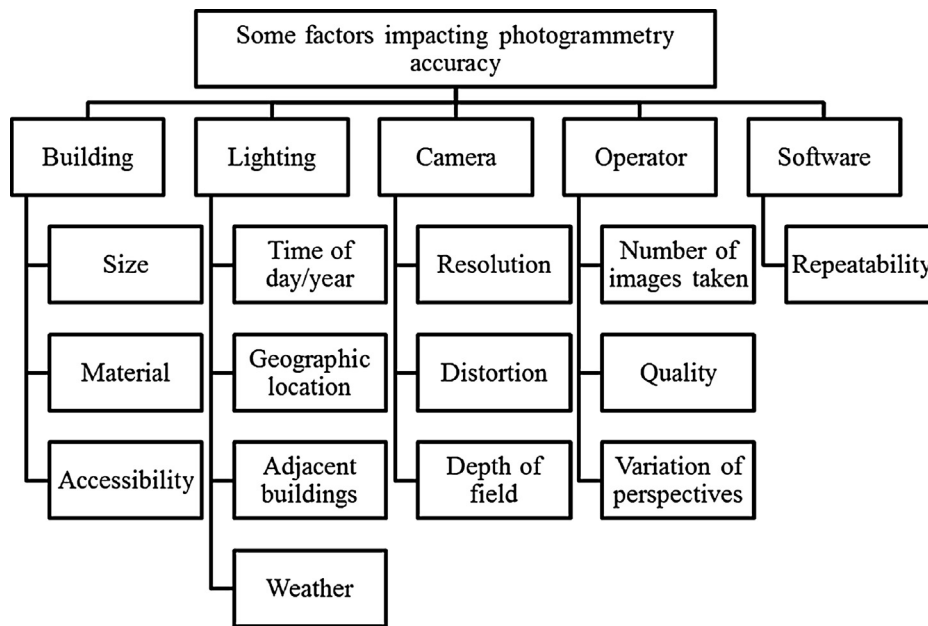 Some factors impacting photogrammetry
accuracy
Building
Lighting
Camera
Operator
Software
Size
Time of
day/year
Resolution
Number of
images taken
Repeatability
Material
Geographic
location
Distortion
Quality
Accessibility
Adjacent
buildings
Depth of
field
Variation of
perspectives
Weather